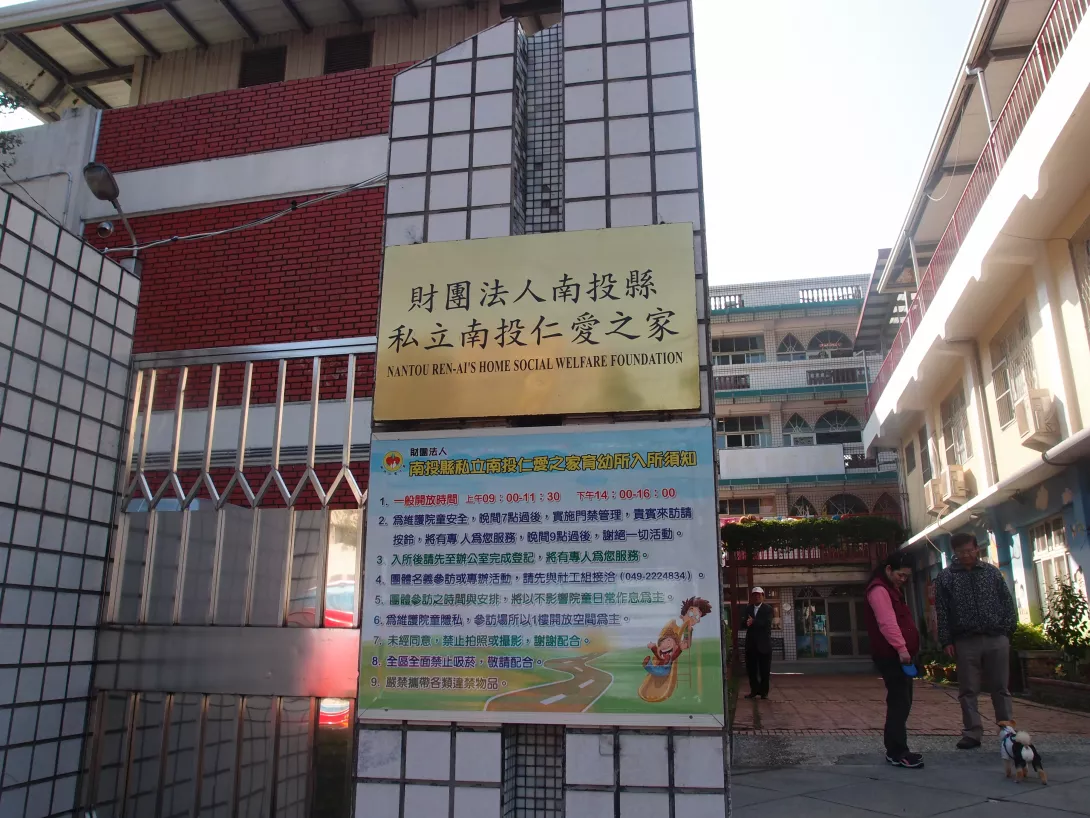 財團法人南投縣
私立南投仁愛之家
NANTOU REN-AI'S HOME SOCIAL WELFARE FOUNDATION
財團法人
南投縣私立南投仁愛之家育幼所入所須知
1. 一般開放時間 上午09：00-11：30 下午14：00-16：00
2. 為維護院童安全，晚間7點過後，實施門禁管理，貴賓來訪請
按鈴，將有專人為您服務，晚間9點過後，謝絕一切活動。
3. 入所後請先至辦公室完成登記，將有專人為您服務。
4. 團體名義參訪或專辦活動，請先與社工組接洽（049-2224834）。
5. 團體參訪之時間與安排，將以不影響院童日常作息為主。
6. 為維護院童隱私，參訪場所以1樓開放空間為主。
7. 未經同意，禁止拍照或攝影，謝謝配合。
8. 全區全面禁止吸菸，敬請配合。
9. 嚴禁攜帶各類違禁物品。